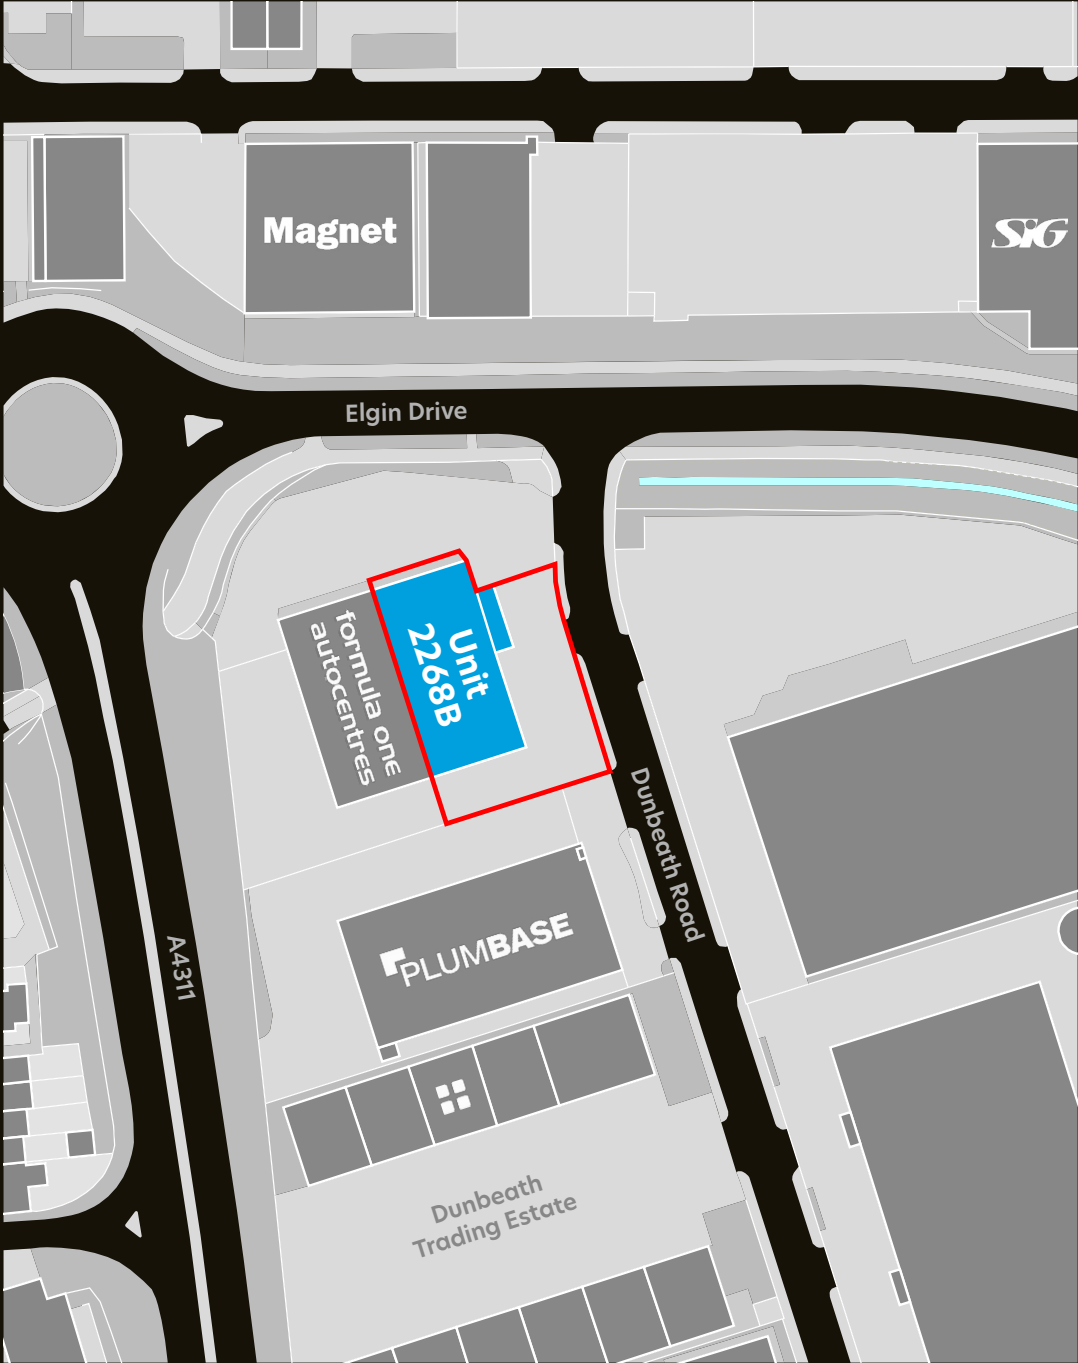 Magnet
SiG
Elgin Drive
Unit
2268B
formula one
autocentres
Dunbeath Road
PLUMBASE
A4311
Dunbeath
Trading Estate